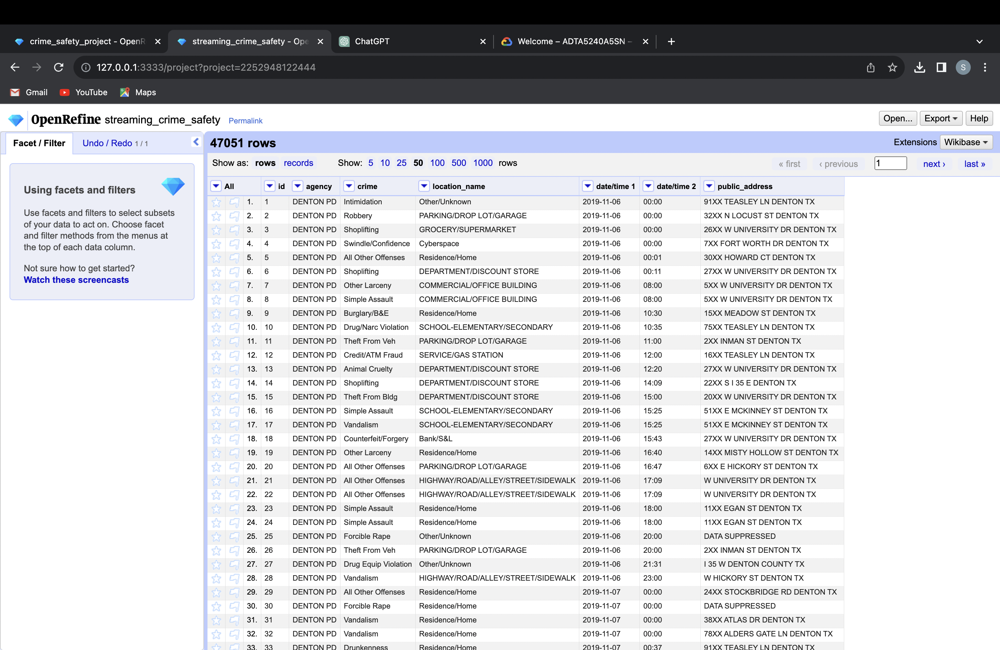 crime_safety_project - OpenR
streaming_crime_safety - Ope
ChatGPT
Welcome – ADTA5240A5SN –
127.0.0.1:3333/project?project=2252948122444
S
Gmail YouTube Maps
OpenRefine streaming_crime_safety Permalink
Open... Export Help
Facet / Filter Undo / Redo 1 / 1
47051 rows
Extensions Wikibase
Show as: rows records Show: 5 10 25 50 100 500 1000 rows
« first ‹ previous 1 next › last »
Using facets and filters
Use facets and filters to select subsets
of your data to act on. Choose facet
and filter methods from the menus at
the top of each data column.
Not sure how to get started?
Watch these screencasts
All id agency crime location_name date/time 1 date/time 2 public_address
1. 1 DENTON PD Intimidation Other/Unknown 2019-11-06 00:00 91XX TEASLEY LN DENTON TX
2. 2 DENTON PD Robbery PARKING/DROP LOT/GARAGE 2019-11-06 00:00 32XX N LOCUST ST DENTON TX
3. 3 DENTON PD Shoplifting GROCERY/SUPERMARKET 2019-11-06 00:00 26XX W UNIVERSITY DR DENTON TX
4. 4 DENTON PD Swindle/Confidence Cyberspace 2019-11-06 00:00 7XX FORT WORTH DR DENTON TX
5. 5 DENTON PD All Other Offenses Residence/Home 2019-11-06 00:01 30XX HOWARD CT DENTON TX
6. 6 DENTON PD Shoplifting DEPARTMENT/DISCOUNT STORE 2019-11-06 00:11 27XX W UNIVERSITY DR DENTON TX
7. 7 DENTON PD Other Larceny COMMERCIAL/OFFICE BUILDING 2019-11-06 08:00 5XX W UNIVERSITY DR DENTON TX
8. 8 DENTON PD Simple Assault COMMERCIAL/OFFICE BUILDING 2019-11-06 08:00 5XX W UNIVERSITY DR DENTON TX
9. 9 DENTON PD Burglary/B&E Residence/Home 2019-11-06 10:30 15XX MEADOW ST DENTON TX
10. 10 DENTON PD Drug/Narc Violation SCHOOL-ELEMENTARY/SECONDARY 2019-11-06 10:35 75XX TEASLEY LN DENTON TX
11. 11 DENTON PD Theft From Veh PARKING/DROP LOT/GARAGE 2019-11-06 11:00 2XX INMAN ST DENTON TX
12. 12 DENTON PD Credit/ATM Fraud SERVICE/GAS STATION 2019-11-06 12:00 16XX TEASLEY LN DENTON TX
13. 13 DENTON PD Animal Cruelty DEPARTMENT/DISCOUNT STORE 2019-11-06 12:20 27XX W UNIVERSITY DR DENTON TX
14. 14 DENTON PD Shoplifting DEPARTMENT/DISCOUNT STORE 2019-11-06 14:09 22XX S I 35 E DENTON TX
15. 15 DENTON PD Theft From Bldg DEPARTMENT/DISCOUNT STORE 2019-11-06 15:00 20XX W UNIVERSITY DR DENTON TX
16. 16 DENTON PD Simple Assault SCHOOL-ELEMENTARY/SECONDARY 2019-11-06 15:25 51XX E MCKINNEY ST DENTON TX
17. 17 DENTON PD Vandalism SCHOOL-ELEMENTARY/SECONDARY 2019-11-06 15:25 51XX E MCKINNEY ST DENTON TX
18. 18 DENTON PD Counterfeit/Forgery Bank/S&L 2019-11-06 15:43 27XX W UNIVERSITY DR DENTON TX
19. 19 DENTON PD Other Larceny Residence/Home 2019-11-06 16:40 14XX MISTY HOLLOW ST DENTON TX
20. 20 DENTON PD All Other Offenses PARKING/DROP LOT/GARAGE 2019-11-06 16:47 6XX E HICKORY ST DENTON TX
21. 21 DENTON PD All Other Offenses HIGHWAY/ROAD/ALLEY/STREET/SIDEWALK 2019-11-06 17:09 W UNIVERSITY DR DENTON TX
22. 22 DENTON PD All Other Offenses HIGHWAY/ROAD/ALLEY/STREET/SIDEWALK 2019-11-06 17:09 W UNIVERSITY DR DENTON TX
23. 23 DENTON PD Simple Assault Residence/Home 2019-11-06 18:00 11XX EGAN ST DENTON TX
24. 24 DENTON PD Simple Assault Residence/Home 2019-11-06 18:00 11XX EGAN ST DENTON TX
25. 25 DENTON PD Forcible Rape Other/Unknown 2019-11-06 20:00 DATA SUPPRESSED
26. 26 DENTON PD Theft From Veh PARKING/DROP LOT/GARAGE 2019-11-06 20:00 2XX INMAN ST DENTON TX
27. 27 DENTON PD Drug Equip Violation Other/Unknown 2019-11-06 21:31 I 35 W DENTON COUNTY TX
28. 28 DENTON PD Vandalism HIGHWAY/ROAD/ALLEY/STREET/SIDEWALK 2019-11-06 23:00 W HICKORY ST DENTON TX
29. 29 DENTON PD All Other Offenses Residence/Home 2019-11-07 00:00 24XX STOCKBRIDGE RD DENTON TX
30. 30 DENTON PD Forcible Rape Residence/Home 2019-11-07 00:00 DATA SUPPRESSED
31. 31 DENTON PD Vandalism Residence/Home 2019-11-07 00:00 38XX ATLAS DR DENTON TX
32. 32 DENTON PD Vandalism Residence/Home 2019-11-07 00:00 78XX ALDERS GATE LN DENTON TX
33. 33 DENTON PD Drunkenness Residence/Home 2019-11-07 00:37 91XX TEASLEY LN DENTON TX